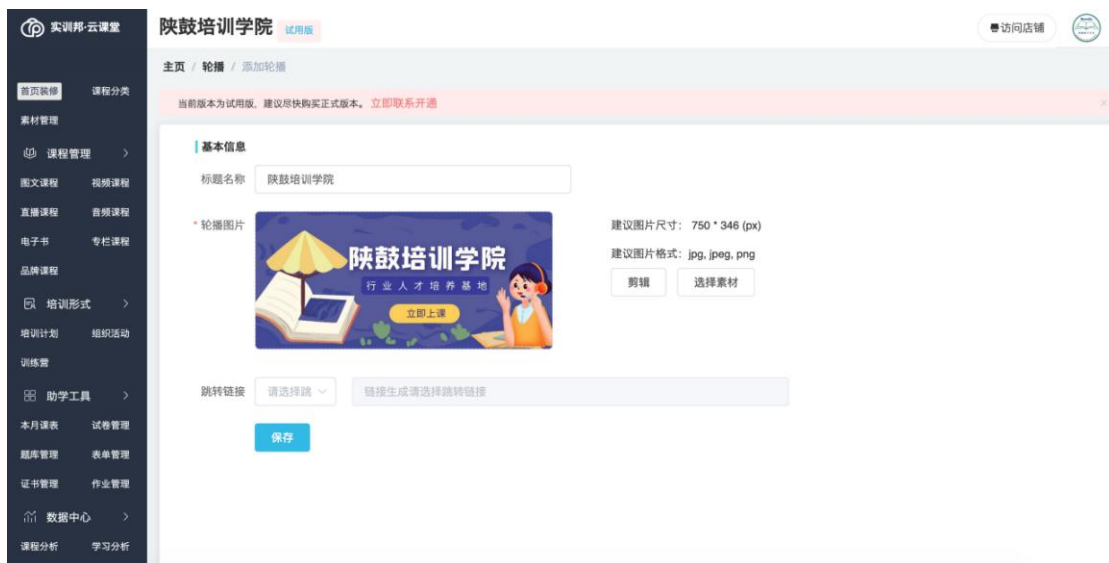 实训邦·云课堂
陕鼓培训学院 试用版
访问店铺
主页 / 轮播 / 添加轮播
首页装修 课程分类
素材管理
课程管理
图文课程 视频课程
直播课程 音频课程
电子书 专栏课程
品牌课程
培训形式
培训计划 组织活动
训练营
助学工具
本月课表 试卷管理
题库管理 表单管理
证书管理 作业管理
数据中心
课程分析 学习分析
当前版本为试用版，建议尽快购买正式版本。 立即联系开通
基本信息
标题名称 陕鼓培训学院
* 轮播图片
陕鼓培训学院
行业人才培养基地
立即上课
建议图片尺寸： 750 * 346 (px)
建议图片格式： jpg, jpeg, png
剪辑 选择素材
跳转链接 请选择跳 链接生成请选择跳转链接
保存